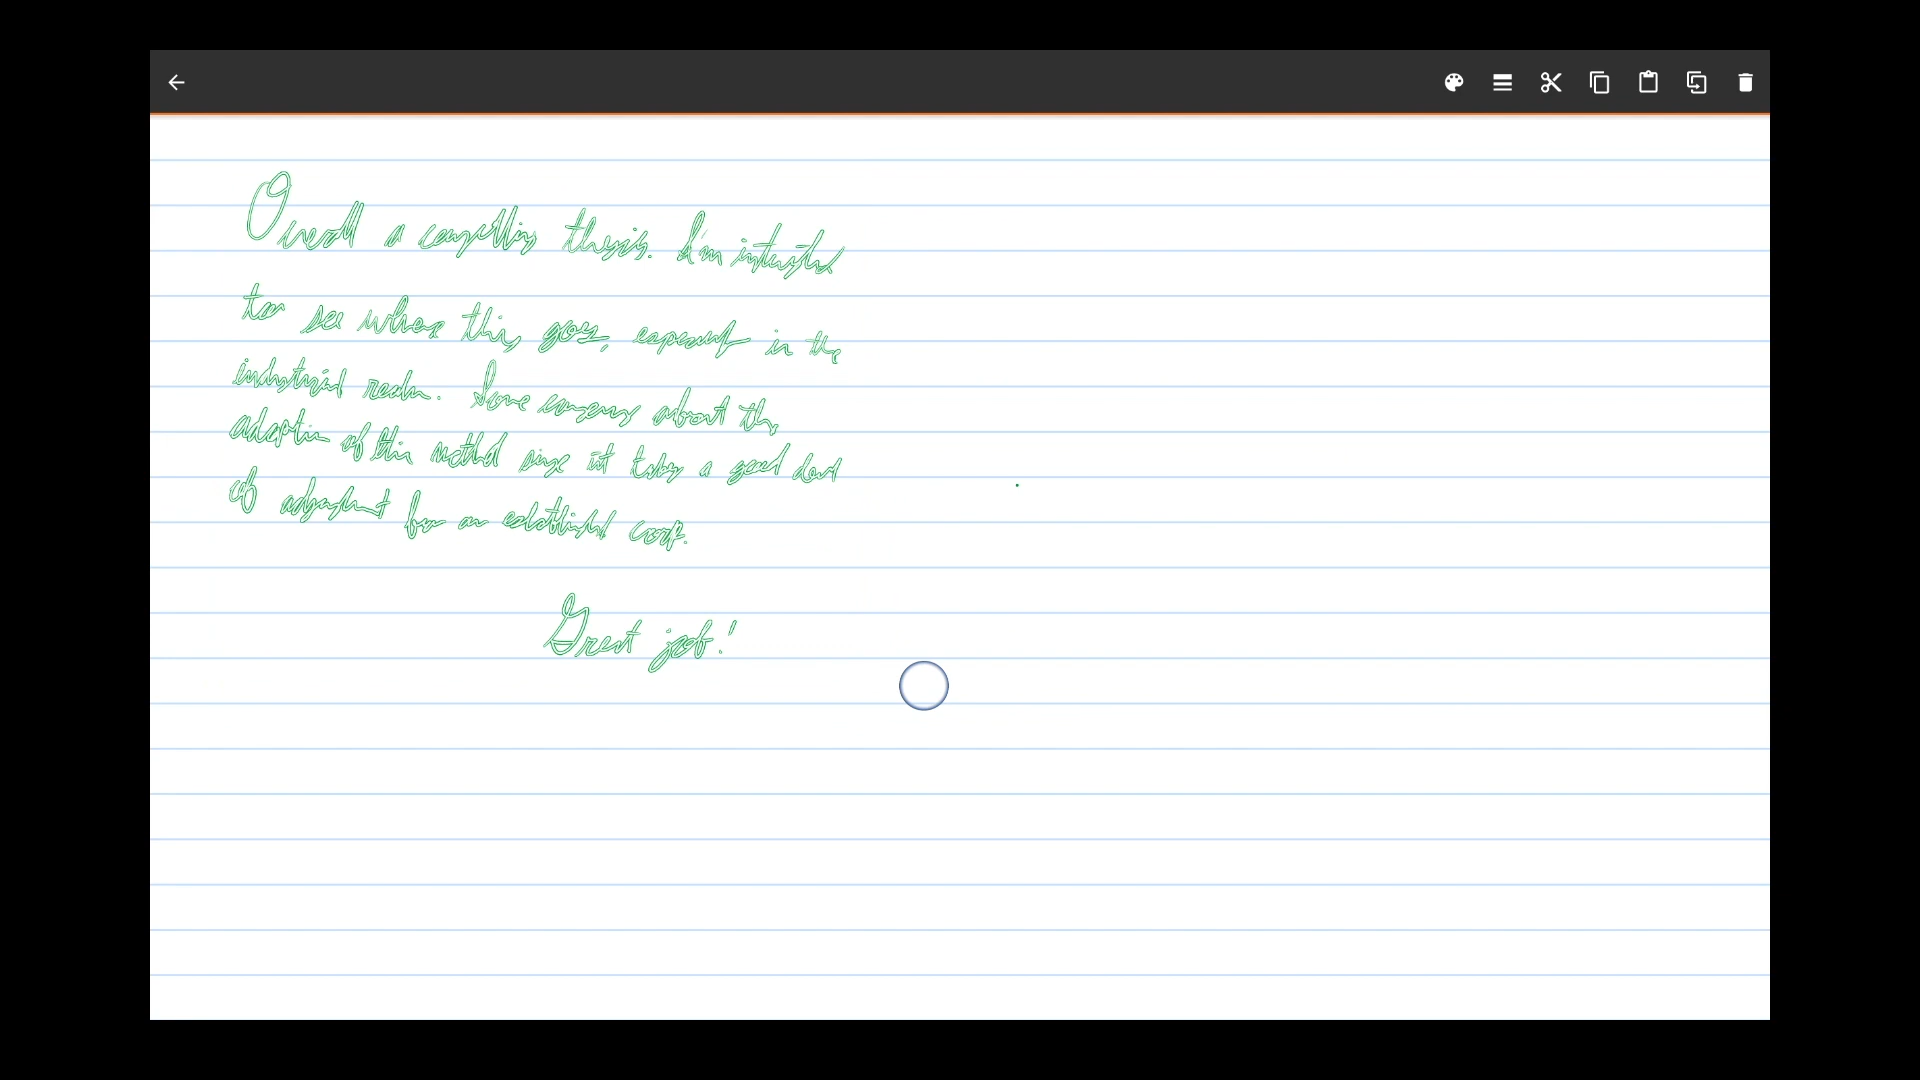 Overall a compelling thesis. I'm interested
to see where this goes, especially in the
industrial realm. Some concerns about the
adoption of this method since it takes a good deal
of adjustment for an established corp.
Great job!